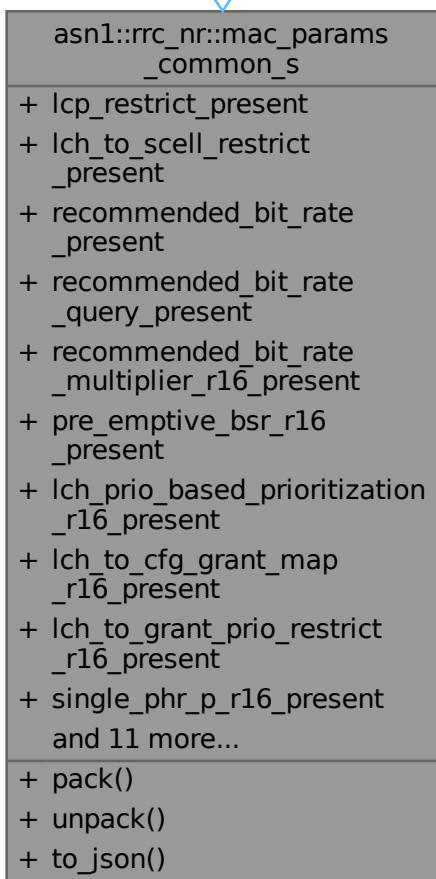 asn1::rrc_nr::mac_params
_common_s
+ lcp_restrict_present
+ lch_to_scell_restrict
_present
+ recommended_bit_rate
_present
+ recommended_bit_rate
_query_present
+ recommended_bit_rate
_multiplier_r16_present
+ pre_emptive_bsr_r16
_present
+ lch_prio_based_prioritization
_r16_present
+ lch_to_cfg_grant_map
_r16_present
+ lch_to_grant_prio_restrict
_r16_present
+ single_phr_p_r16_present
and 11 more...
+ pack()
+ unpack()
+ to_json()